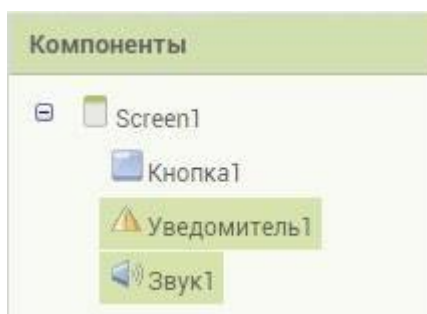 Компоненты
Screen1
Кнопка1
Уведомитель1
Звук1